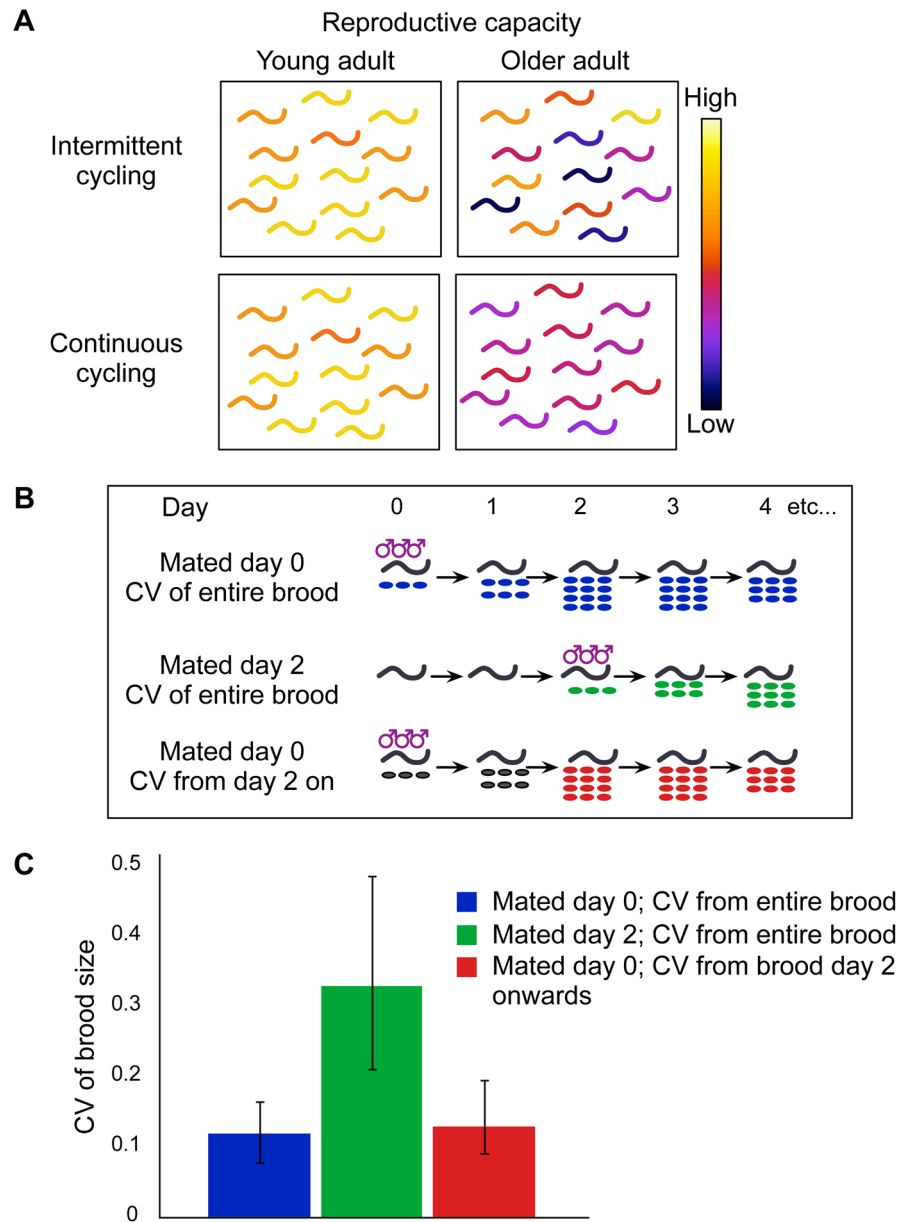 A
Reproductive capacity
Young adult
Older adult
High
Intermittent
cycling
Continuous
cycling
Low
B
Day 0 1 2 3 4 etc...
Mated day 0
CV of entire brood
Mated day 2
CV of entire brood
Mated day 0
CV from day 2 on
C
CV of brood size
0.5
0.4
0.3
0.2
0.1
0
Mated day 0; CV from entire brood
Mated day 2; CV from entire brood
Mated day 0; CV from brood day 2
onwards